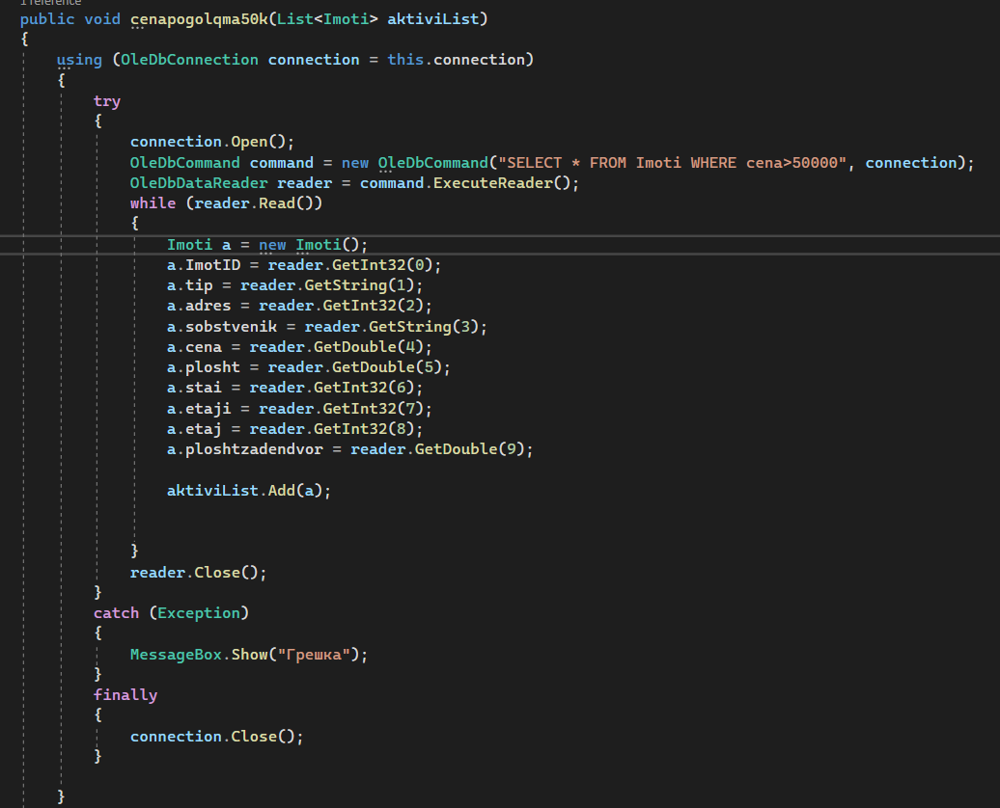 1 reference
public void cenapogolqma50k(List<Imoti> aktiviList)
{
using (OleDbConnection connection = this.connection)
{
try
{
connection.Open();
OleDbCommand command = new OleDbCommand("SELECT * FROM Imoti WHERE cena>50000", connection);
OleDbDataReader reader = command.ExecuteReader();
while (reader.Read())
{
Imoti a = new Imoti();
a.ImotID = reader.GetInt32(0);
a.tip = reader.GetString(1);
a.adres = reader.GetInt32(2);
a.sobstvenik = reader.GetString(3);
a.cena = reader.GetDouble(4);
a.plosht = reader.GetDouble(5);
a.stai = reader.GetInt32(6);
a.etaji = reader.GetInt32(7);
a.etaj = reader.GetInt32(8);
a.ploshtzadendvor = reader.GetDouble(9);
aktiviList.Add(a);
}
reader.Close();
}
catch (Exception)
{
MessageBox.Show("Грешка");
}
finally
{
connection.Close();
}
}